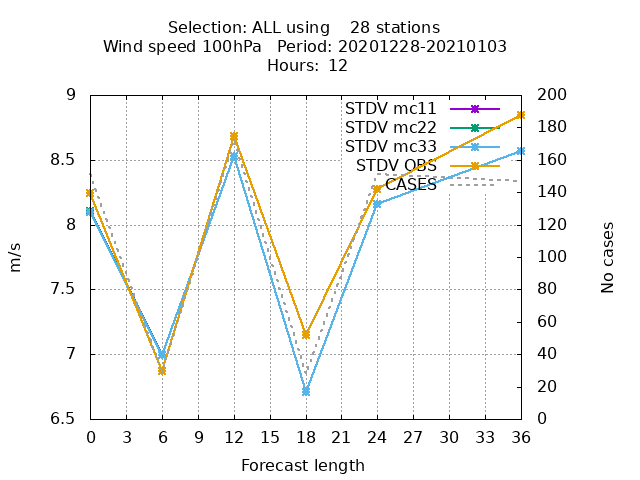 Selection: ALL using    28 stations
Wind speed 100hPa   Period: 20201228-20210103
Hours:  12
STDV mc11
STDV mc22
STDV mc33
STDV OBS
CASES
9
8.5
8
7.5
7
6.5
m/s
200
180
160
140
120
100
80
60
40
20
0
No cases
0 3 6 9 12 15 18 21 24 27 30 33 36
Forecast length